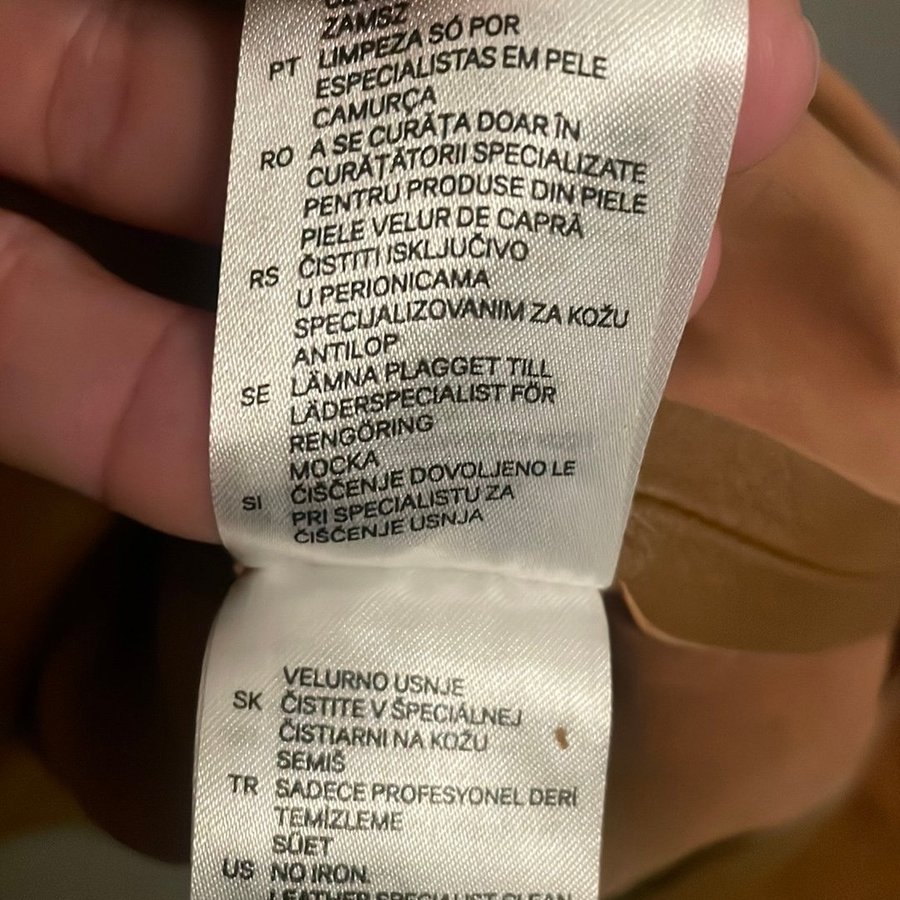 ZAMSZ
PT LIMPEZA SÓ POR
ESPECIALISTAS EM PELE
CAMURÇA
RO A SE CURĂȚA DOAR ÎN
CURĂȚĂTORII SPECIALIZATE
PENTRU PRODUSE DIN PIELE
PIELE VELUR DE CAPRĂ
RS ČISTITI ISKLJUČIVO
U PERIONICAMA
SPECIJALIZOVANIM ZA KOŽU
ANTILOP
SE LÄMNA PLAGGET TILL
LÄDERSPECIALIST FÖR
RENGÖRING
MOCKA
SI ČIŠČENJE DOVOLJENO LE
PRI SPECIALISTU ZA
ČIŠČENJE USNJA
VELURNO USNJE
SK ČISTITE V ŠPECIÁLNEJ
ČISTIARNI NA KOŽU
SEMIŠ
TR SADECE PROFESYONEL DERİ
TEMİZLEME
SÜET
US NO IRON.
LEATHER SPECIALIST CLEAN